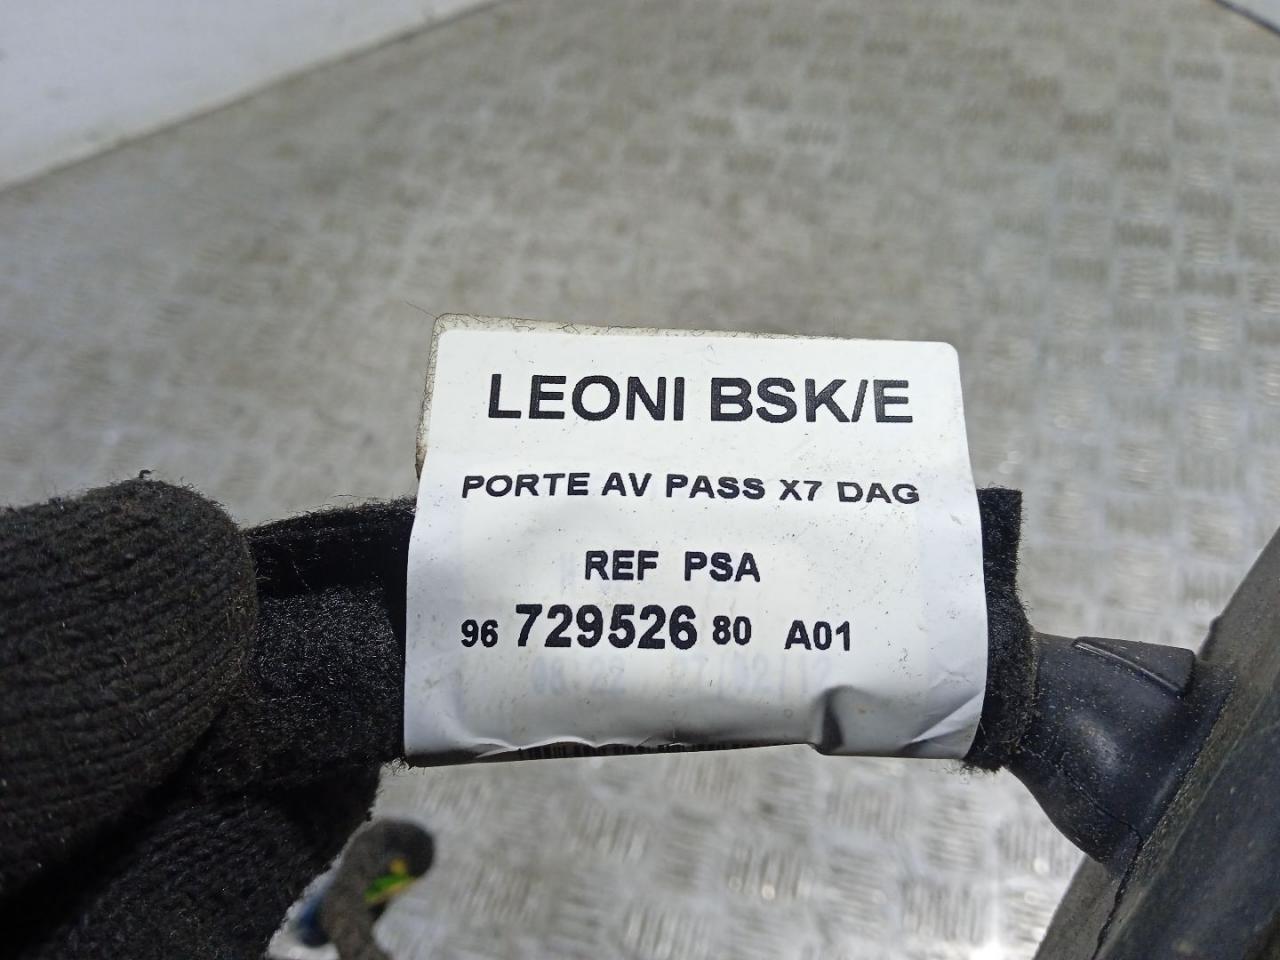 LEONI BSK/E
PORTE AV PASS X7 DAG
REF PSA
96 729526 80 A01